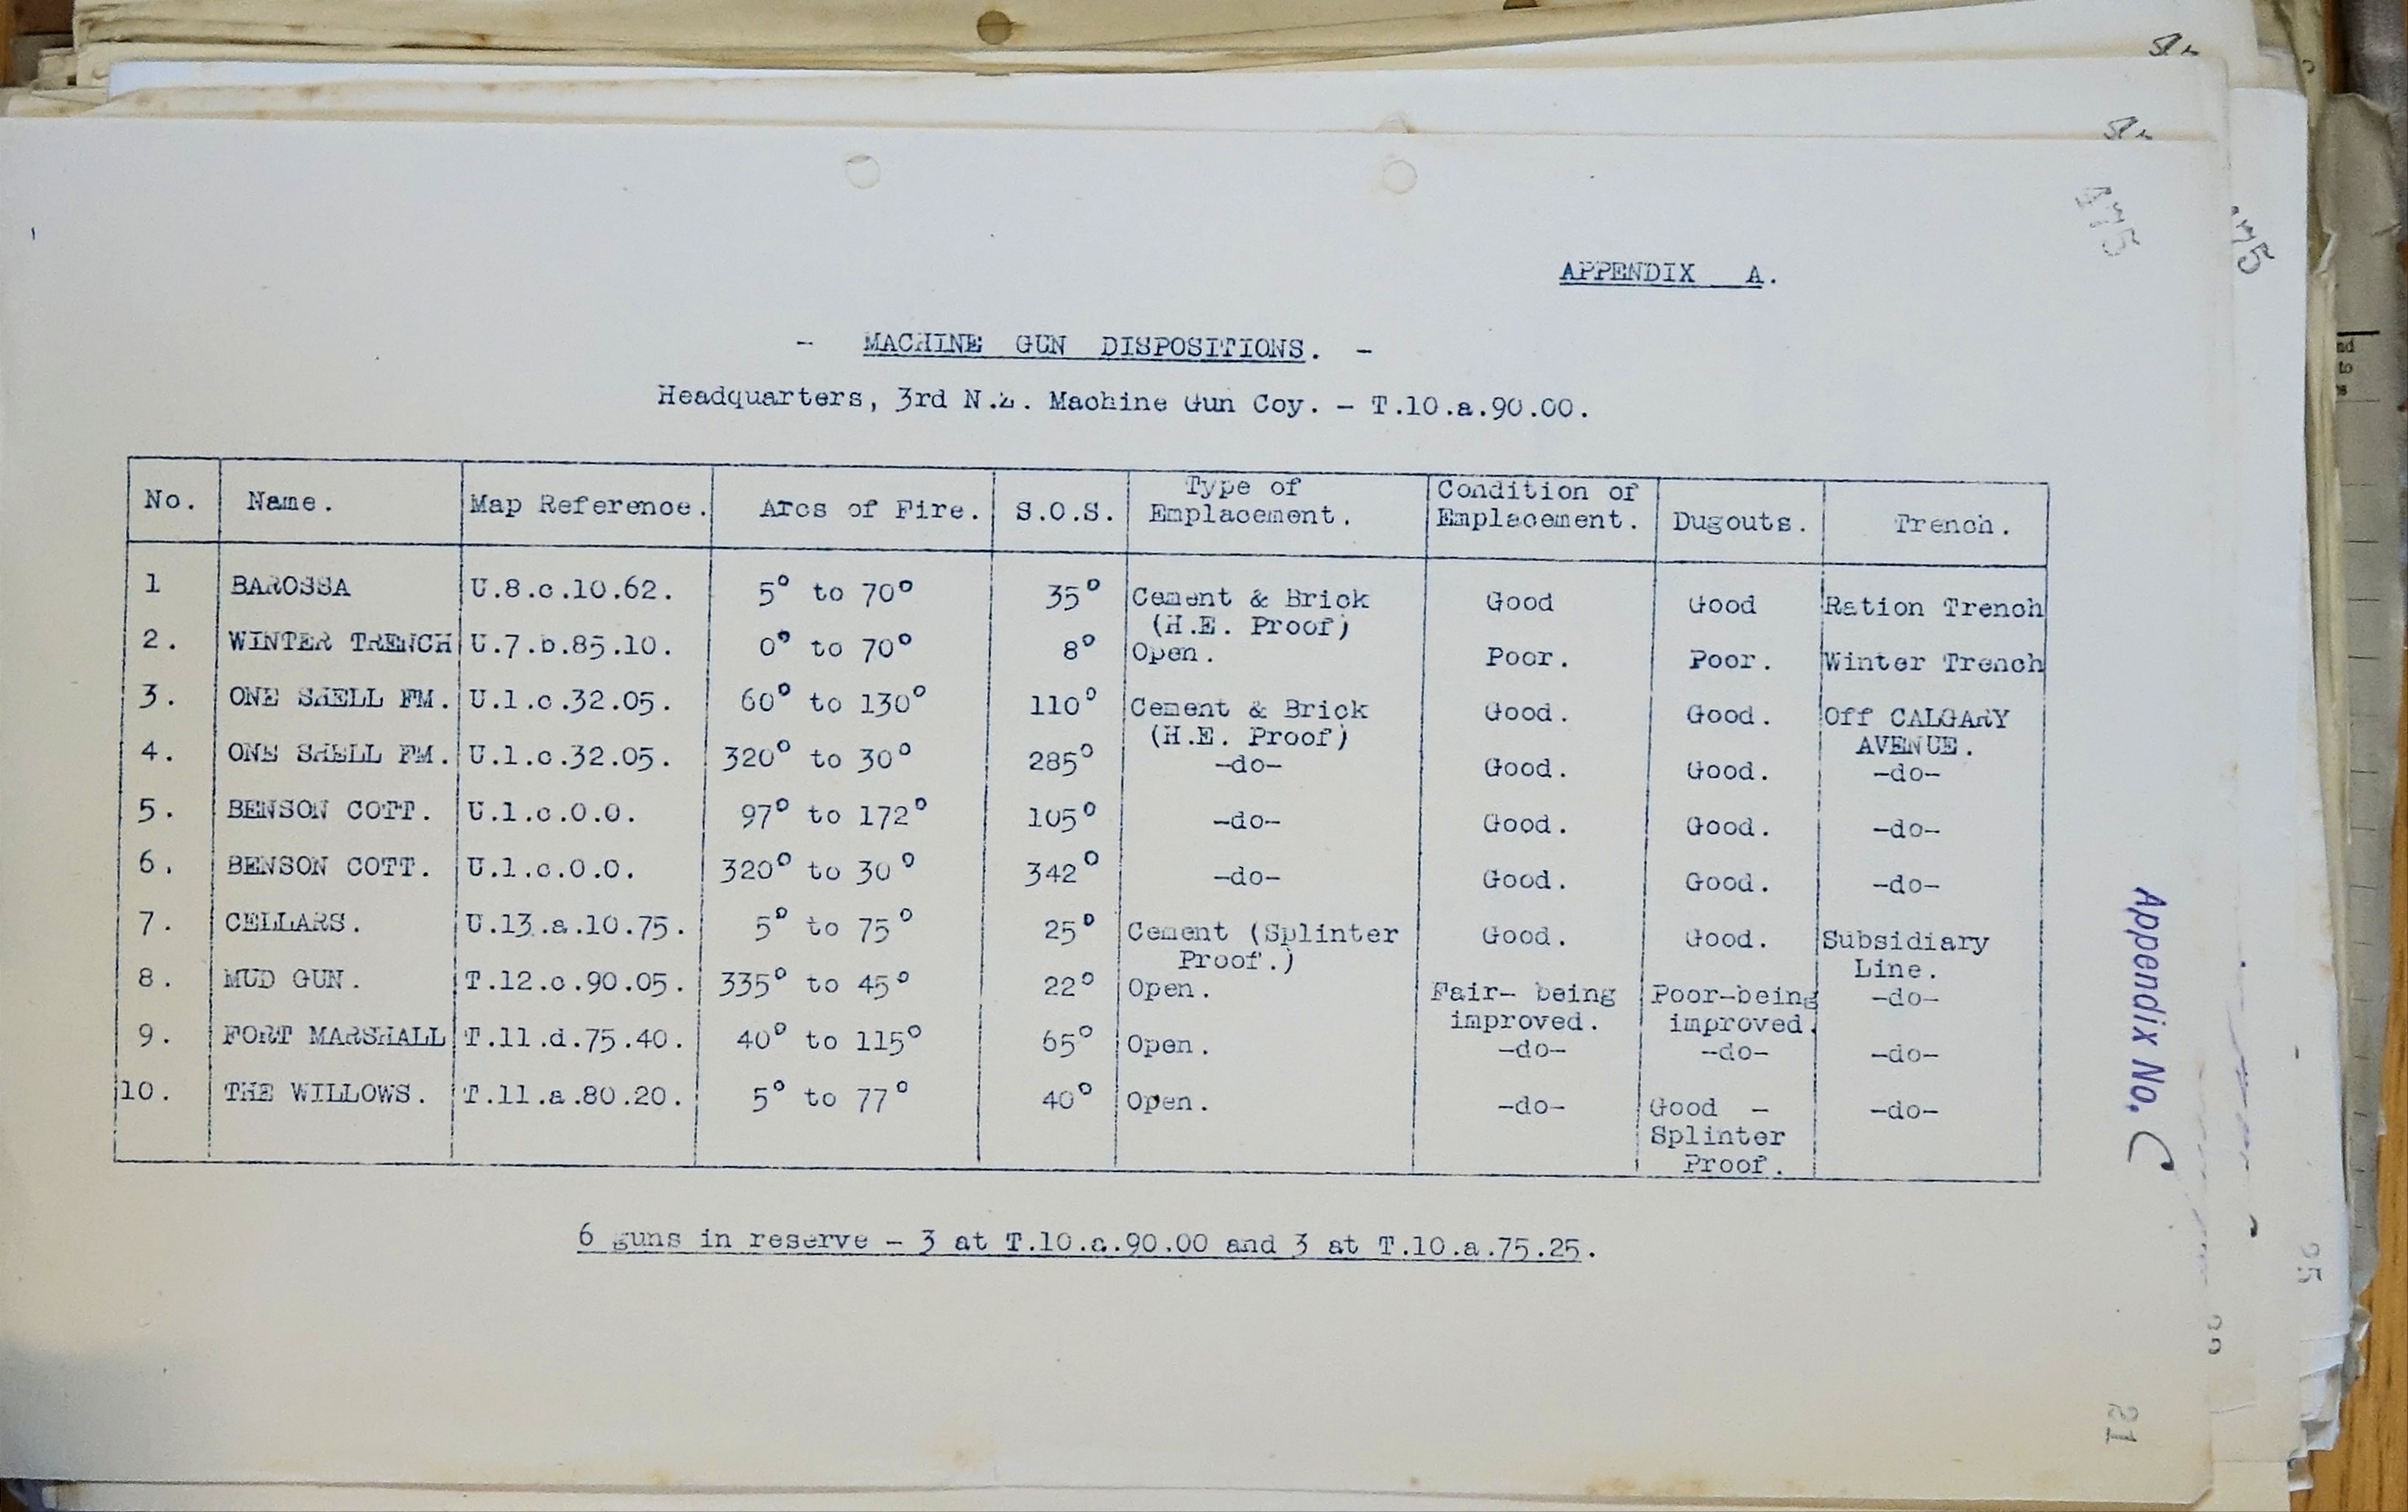 475
APPENDIX A.
- MACHINE GUN DISPOSITIONS. -
Headquarters, 3rd N.Z. Machine Gun Coy. - T.10.a.90.00.
No. Name. Map Reference. Arcs of Fire. S.O.S. Type of Emplacement. Condition of Emplacement. Dugouts. Trench.
1 BAROSSA U.8.c.10.62. 5° to 70° 35° Cement & Brick (H.E. Proof) Good Good Ration Trench
2. WINTER TRENCH U.7.b.85.10. 0° to 70° 8° Open. Poor. Poor. Winter Trench
3. ONE SHELL FM. U.1.c.32.05. 60° to 130° 110° Cement & Brick (H.E. Proof) Good. Good. Off CALGARY AVENUE.
4. ONE SHELL FM. U.1.c.32.05. 320° to 30° 285° -do- Good. Good. -do-
5. BENSON COTT. U.1.c.0.0. 97° to 172° 105° -do- Good. Good. -do-
6. BENSON COTT. U.1.c.0.0. 320° to 30° 342° -do- Good. Good. -do-
7. CELLARS. U.13.a.10.75. 5° to 75° 25° Cement (Splinter Proof.) Good. Good. Subsidiary Line.
8. MUD GUN. T.12.c.90.05. 335° to 45° 22° Open. Fair- being improved. Poor-being improved. -do-
9. FORT MARSHALL T.11.d.75.40. 40° to 115° 65° Open. -do- -do- -do-
10. THE WILLOWS. T.11.a.80.20. 5° to 77° 40° Open. -do- Good - Splinter Proof. -do-
6 guns in reserve - 3 at T.10.a.90.00 and 3 at T.10.a.75.25.
Appendix No. C
21